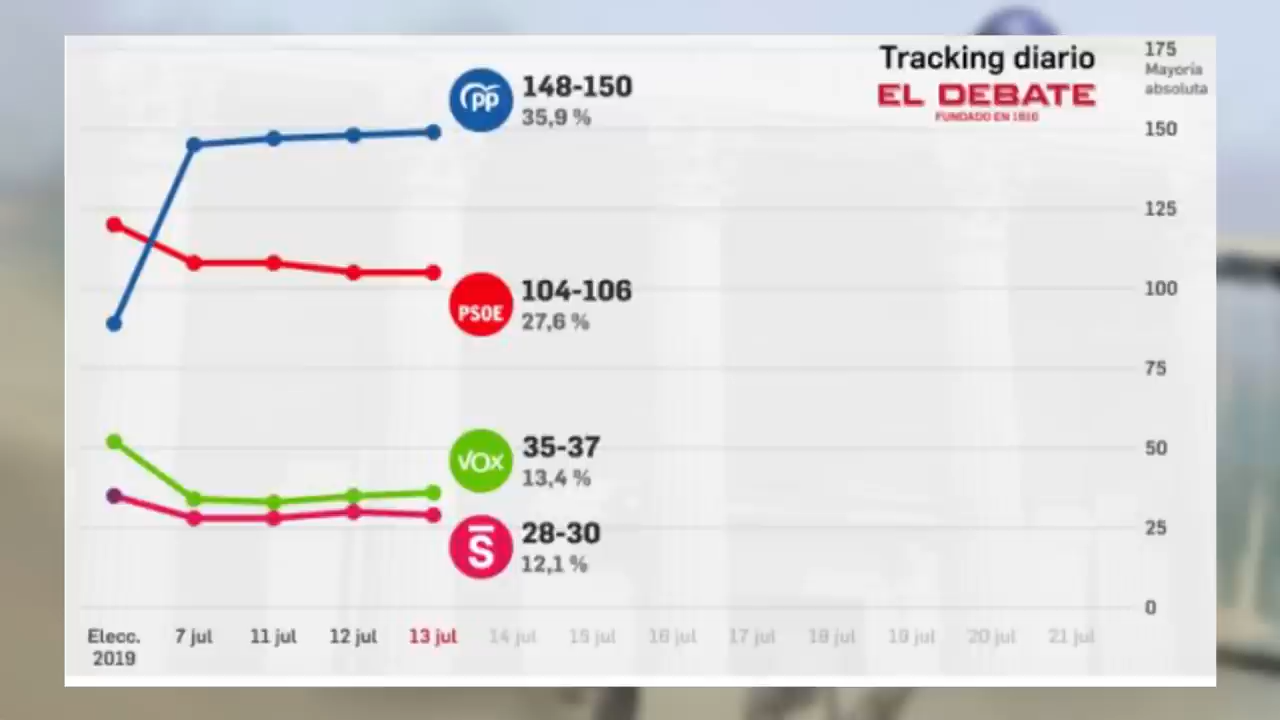 Tracking diario
EL DEBATE
FUNDADO EN 1910
175
Mayoría
absoluta
150
125
100
75
50
25
0
PP
148-150
35,9 %
PSOE
104-106
27,6 %
VOX
35-37
13,4 %
S
28-30
12,1 %
Elecc.
2019
7 jul
11 jul
12 jul
13 jul
14 jul
15 jul
16 jul
17 jul
18 jul
19 jul
20 jul
21 jul